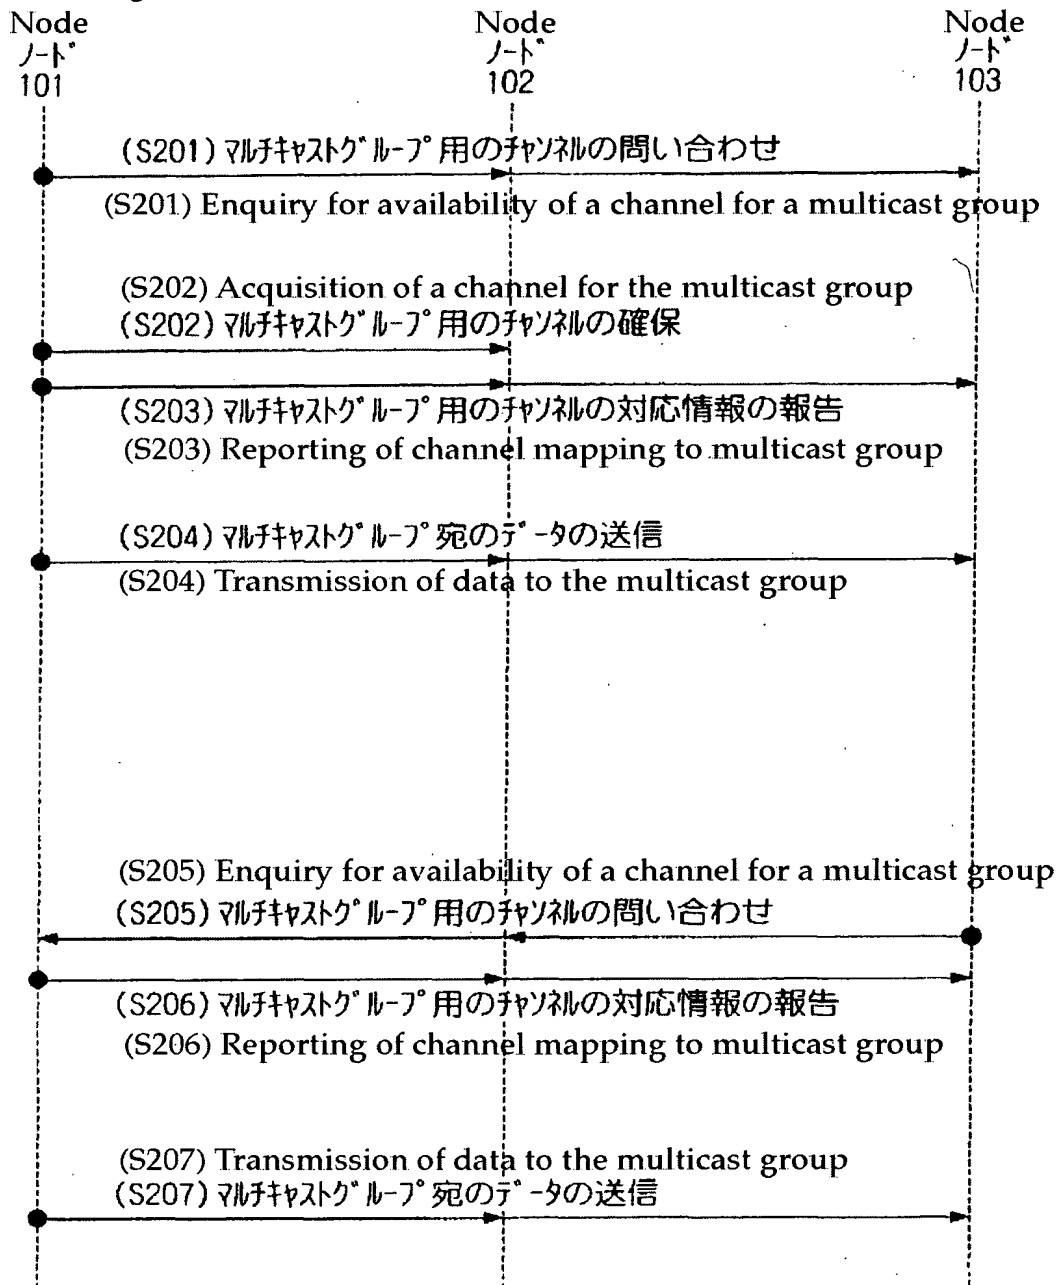 Node
ノード
101
Node
ノード
102
Node
ノード
103
(S201) マルチキャストグループ用のチャンネルの問い合わせ
(S201) Enquiry for availability of a channel for a multicast group
(S202) Acquisition of a channel for the multicast group
(S202) マルチキャストグループ用のチャンネルの確保
(S203) マルチキャストグループ用のチャンネルの対応情報の報告
(S203) Reporting of channel mapping to multicast group
(S204) マルチキャストグループ宛のデータの送信
(S204) Transmission of data to the multicast group
(S205) Enquiry for availability of a channel for a multicast group
(S205) マルチキャストグループ用のチャンネルの問い合わせ
(S206) マルチキャストグループ用のチャンネルの対応情報の報告
(S206) Reporting of channel mapping to multicast group
(S207) Transmission of data to the multicast group
(S207) マルチキャストグループ宛のデータの送信